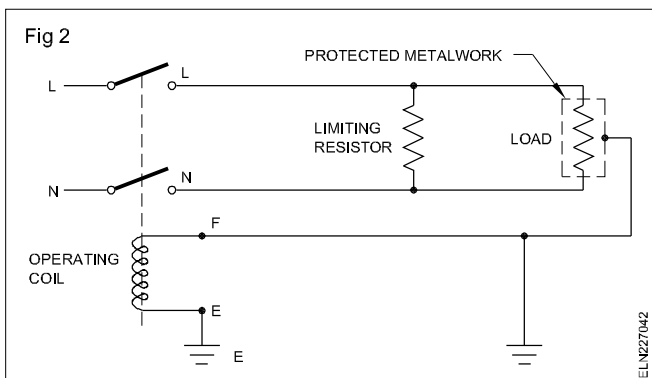 Fig 2
PROTECTED METALWORK
L
L
LIMITING
RESISTOR
LOAD
N
N
F
OPERATING
COIL
E
E
ELN227042